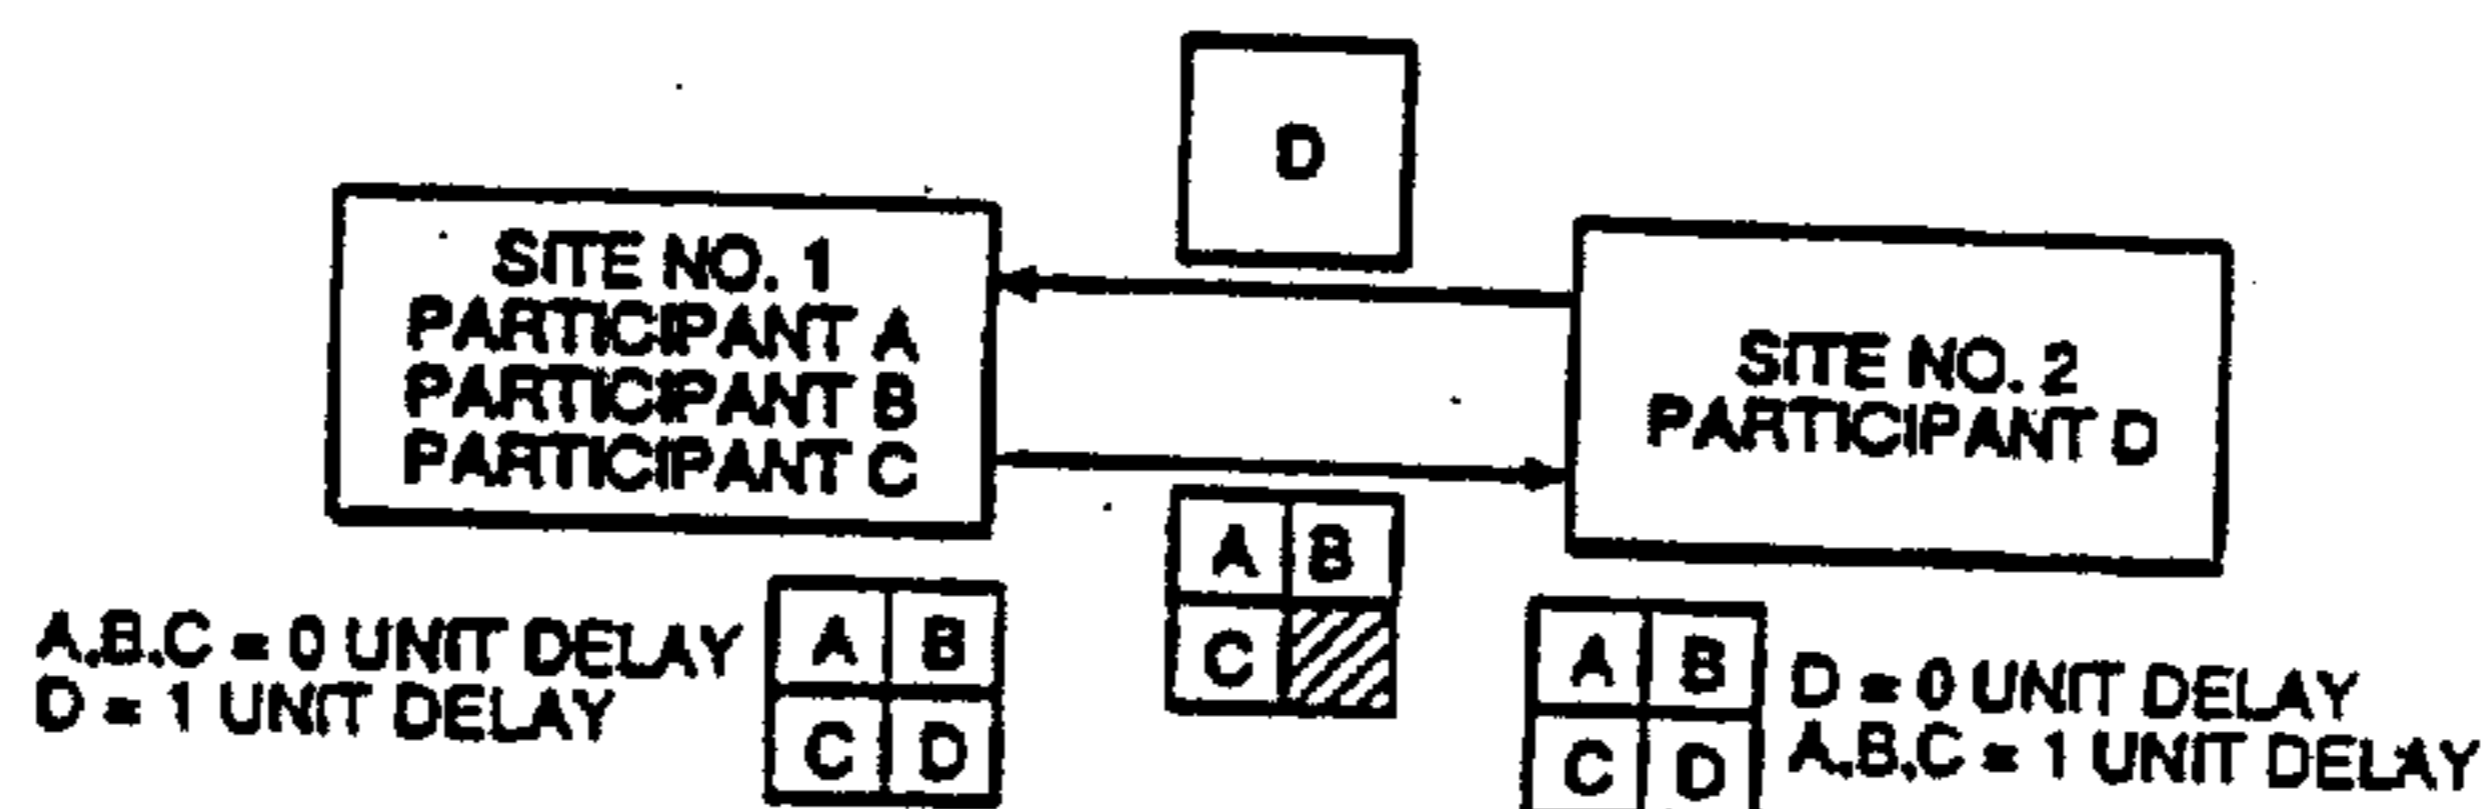 D
SITE NO. 1
PARTICIPANT A
PARTICIPANT B
PARTICIPANT C
SITE NO. 2
PARTICIPANT D
A B
C
A,B,C = 0 UNIT DELAY
D = 1 UNIT DELAY
A B
C D
A B
C D
D = 0 UNIT DELAY
A,B,C = 1 UNIT DELAY